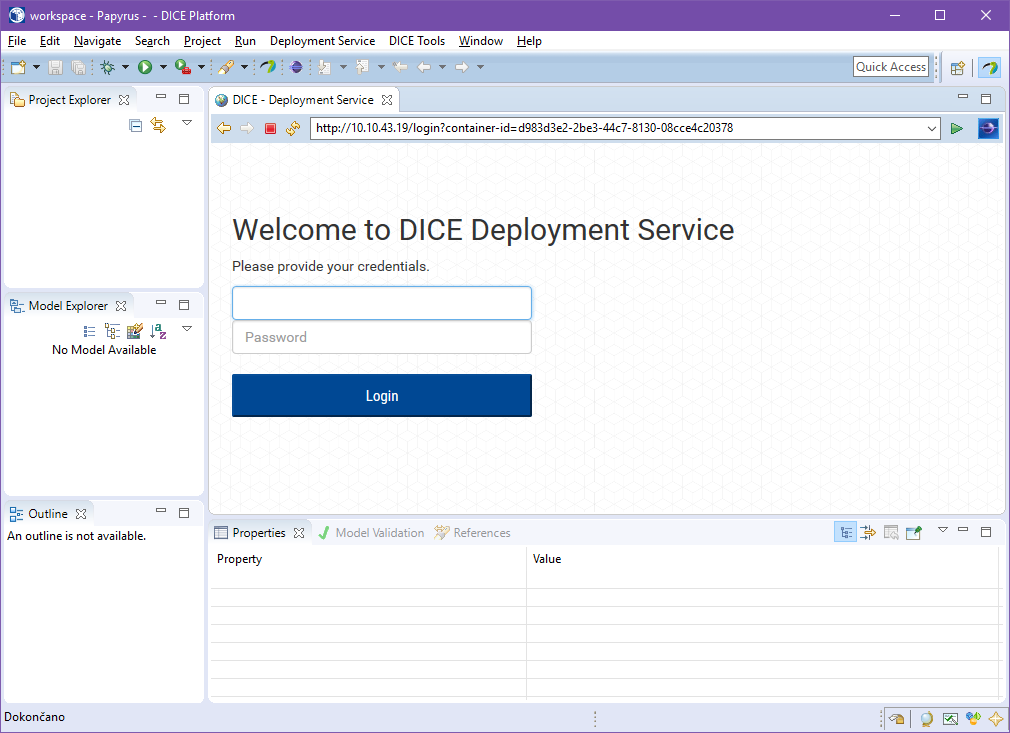 workspace - Papyrus -  - DICE Platform
File Edit Navigate Search Project Run Deployment Service DICE Tools Window Help
Quick Access
Project Explorer
DICE - Deployment Service
http://10.10.43.19/login?container-id=d983d3e2-2be3-44c7-8130-08cce4c20378
Welcome to DICE Deployment Service
Please provide your credentials.
Password
Login
Model Explorer
No Model Available
Outline
An outline is not available.
Properties Model Validation References
Property Value
Dokončano